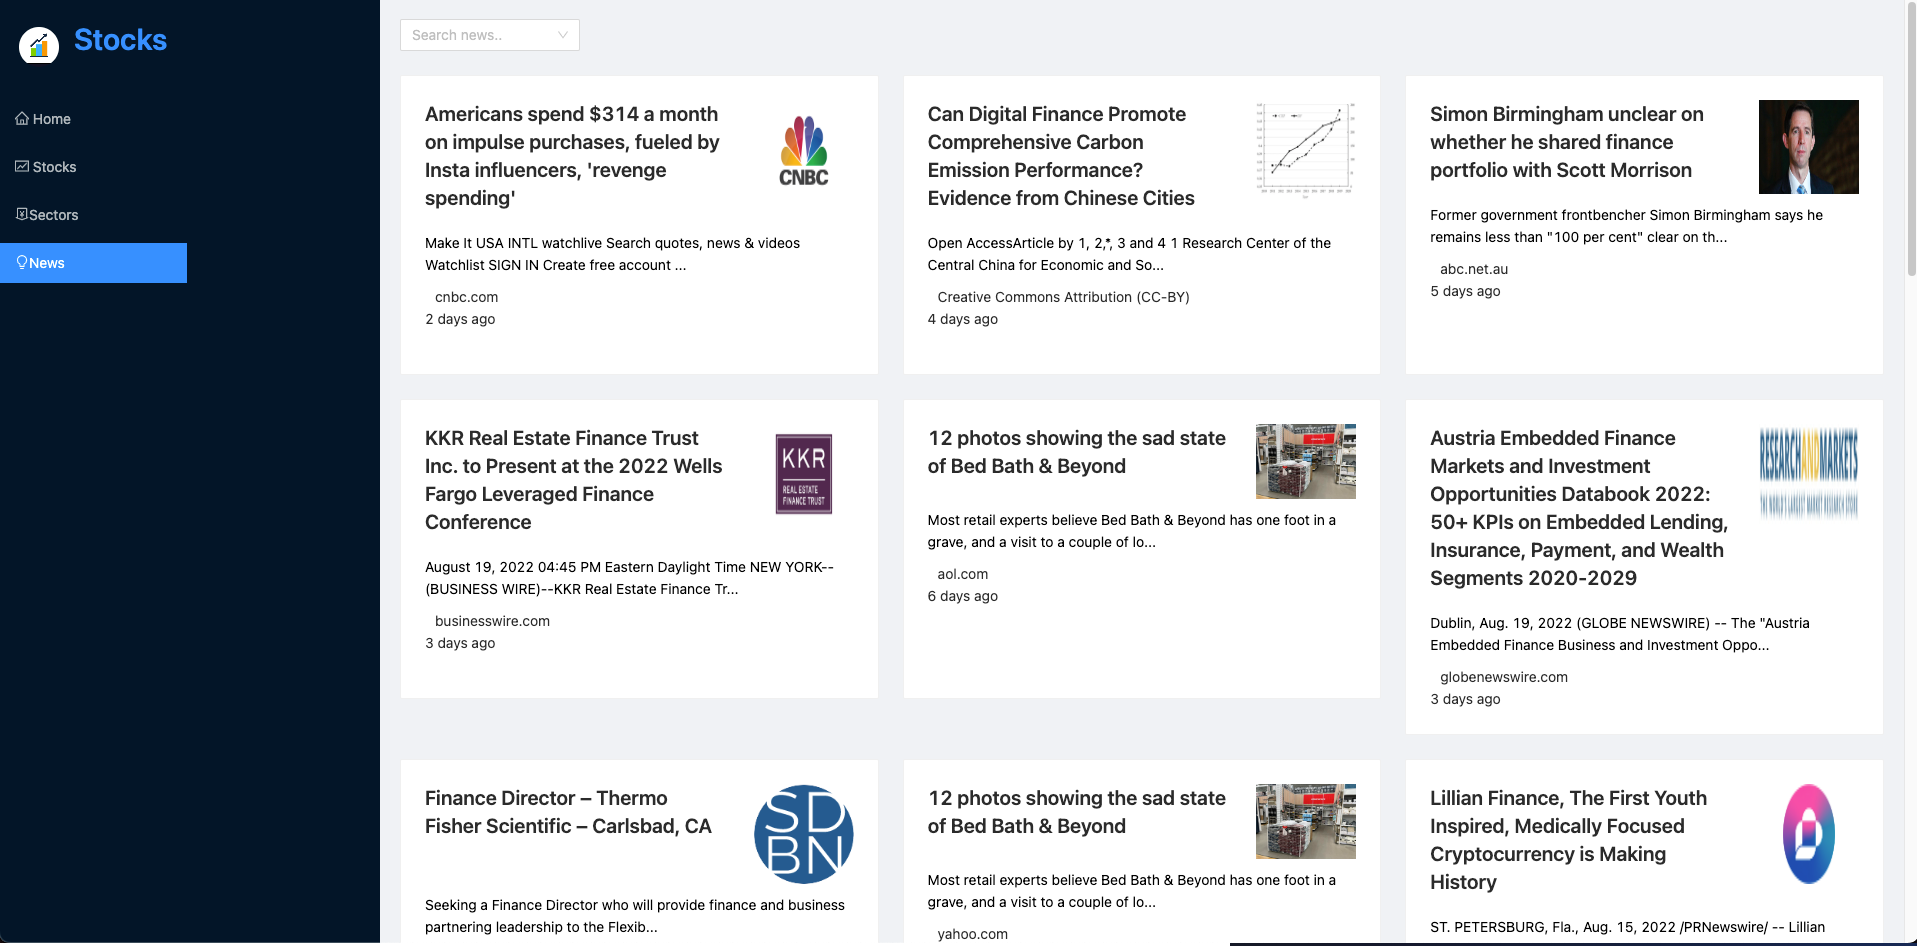 Stocks
Home
Stocks
Sectors
News
Search news..
Americans spend $314 a month
on impulse purchases, fueled by
Insta influencers, 'revenge
spending'
CNBC
Make It USA INTL watchlive Search quotes, news & videos
Watchlist SIGN IN Create free account ...
cnbc.com
2 days ago
Can Digital Finance Promote
Comprehensive Carbon
Emission Performance?
Evidence from Chinese Cities
Open AccessArticle by 1, 2,*, 3 and 4 1 Research Center of the
Central China for Economic and So...
Creative Commons Attribution (CC-BY)
4 days ago
Simon Birmingham unclear on
whether he shared finance
portfolio with Scott Morrison
Former government frontbencher Simon Birmingham says he
remains less than "100 per cent" clear on th...
abc.net.au
5 days ago
KKR Real Estate Finance Trust
Inc. to Present at the 2022 Wells
Fargo Leveraged Finance
Conference
KKR
REAL ESTATE
FINANCE TRUST
August 19, 2022 04:45 PM Eastern Daylight Time NEW YORK--
(BUSINESS WIRE)--KKR Real Estate Finance Tr...
businesswire.com
3 days ago
12 photos showing the sad state
of Bed Bath & Beyond
Most retail experts believe Bed Bath & Beyond has one foot in a
grave, and a visit to a couple of lo...
aol.com
6 days ago
Austria Embedded Finance
Markets and Investment
Opportunities Databook 2022:
50+ KPIs on Embedded Lending,
Insurance, Payment, and Wealth
Segments 2020-2029
RESEARCHANDMARKETS
THE WORLD'S LARGEST MARKET RESEARCH STORE
Dublin, Aug. 19, 2022 (GLOBE NEWSWIRE) -- The "Austria
Embedded Finance Business and Investment Oppo...
globenewswire.com
3 days ago
Finance Director – Thermo
Fisher Scientific – Carlsbad, CA
SD
BN
Seeking a Finance Director who will provide finance and business
partnering leadership to the Flexib...
12 photos showing the sad state
of Bed Bath & Beyond
Most retail experts believe Bed Bath & Beyond has one foot in a
grave, and a visit to a couple of lo...
yahoo.com
Lillian Finance, The First Youth
Inspired, Medically Focused
Cryptocurrency is Making
History
ST. PETERSBURG, Fla., Aug. 15, 2022 /PRNewswire/ -- Lillian